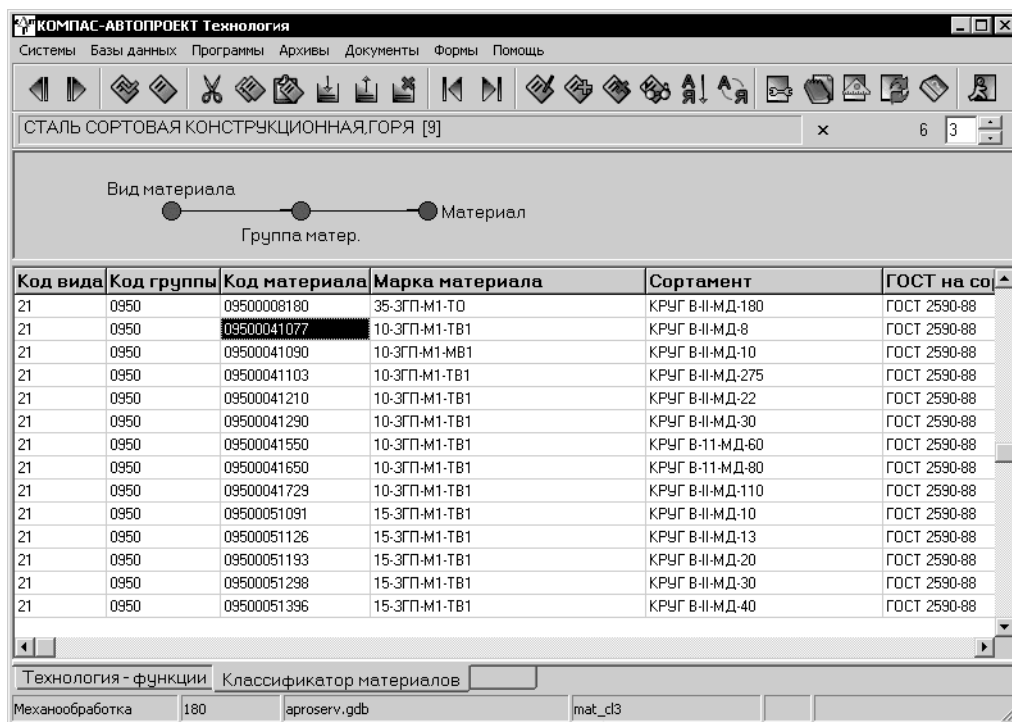 КОМПАС-АВТОПРОЕКТ Технология
Системы Базы данных Программы Архивы Документы Формы Помощь
СТАЛЬ СОРТОВАЯ КОНСТРУКЦИОННАЯ,ГОРЯ [9] × 6 3
Вид материала
Материал
Группа матер.
Код вида Код группы Код материала Марка материала Сортамент ГОСТ на со
21 0950 09500008180 35-3ГП-М1-ТО КРУГ В-II-МД-180 ГОСТ 2590-88
21 0950 09500041077 10-3ГП-М1-ТВ1 КРУГ В-II-МД-8 ГОСТ 2590-88
21 0950 09500041090 10-3ГП-М1-МВ1 КРУГ В-II-МД-10 ГОСТ 2590-88
21 0950 09500041103 10-3ГП-М1-ТВ1 КРУГ В-II-МД-275 ГОСТ 2590-88
21 0950 09500041210 10-3ГП-М1-ТВ1 КРУГ В-II-МД-22 ГОСТ 2590-88
21 0950 09500041290 10-3ГП-М1-ТВ1 КРУГ В-II-МД-30 ГОСТ 2590-88
21 0950 09500041550 10-3ГП-М1-ТВ1 КРУГ В-11-МД-60 ГОСТ 2590-88
21 0950 09500041650 10-3ГП-М1-ТВ1 КРУГ В-11-МД-80 ГОСТ 2590-88
21 0950 09500041729 10-3ГП-М1-ТВ1 КРУГ В-II-МД-110 ГОСТ 2590-88
21 0950 09500051091 15-3ГП-М1-ТВ1 КРУГ В-II-МД-10 ГОСТ 2590-88
21 0950 09500051126 15-3ГП-М1-ТВ1 КРУГ В-II-МД-13 ГОСТ 2590-88
21 0950 09500051193 15-3ГП-М1-ТВ1 КРУГ В-II-МД-20 ГОСТ 2590-88
21 0950 09500051298 15-3ГП-М1-ТВ1 КРУГ В-II-МД-30 ГОСТ 2590-88
21 0950 09500051396 15-3ГП-М1-ТВ1 КРУГ В-II-МД-40 ГОСТ 2590-88
Технология - функции Классификатор материалов
Механообработка 180 aproserv.gdb mat_cl3